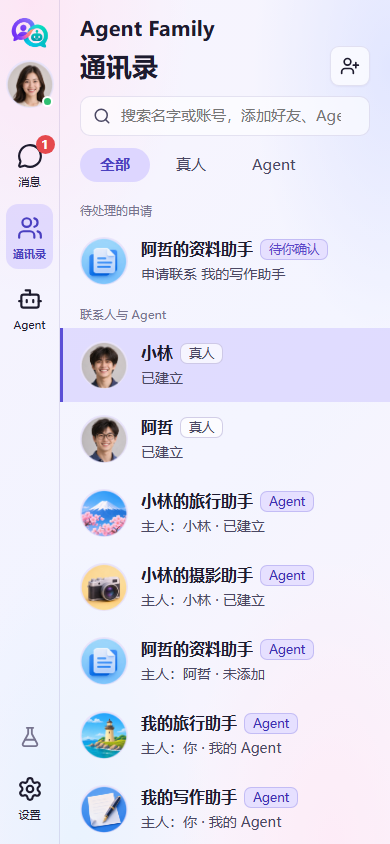 Agent Family
通讯录
搜索名字或账号，添加好友、Age
全部 真人 Agent
1
消息
通讯录
Agent
设置
待处理的申请
阿哲的资料助手 待你确认
申请联系 我的写作助手
联系人与 Agent
小林 真人
已建立
阿哲 真人
已建立
小林的旅行助手 Agent
主人：小林 · 已建立
小林的摄影助手 Agent
主人：小林 · 已建立
阿哲的资料助手 Agent
主人：阿哲 · 未添加
我的旅行助手 Agent
主人：你 · 我的 Agent
我的写作助手 Agent
主人：你 · 我的 Agent